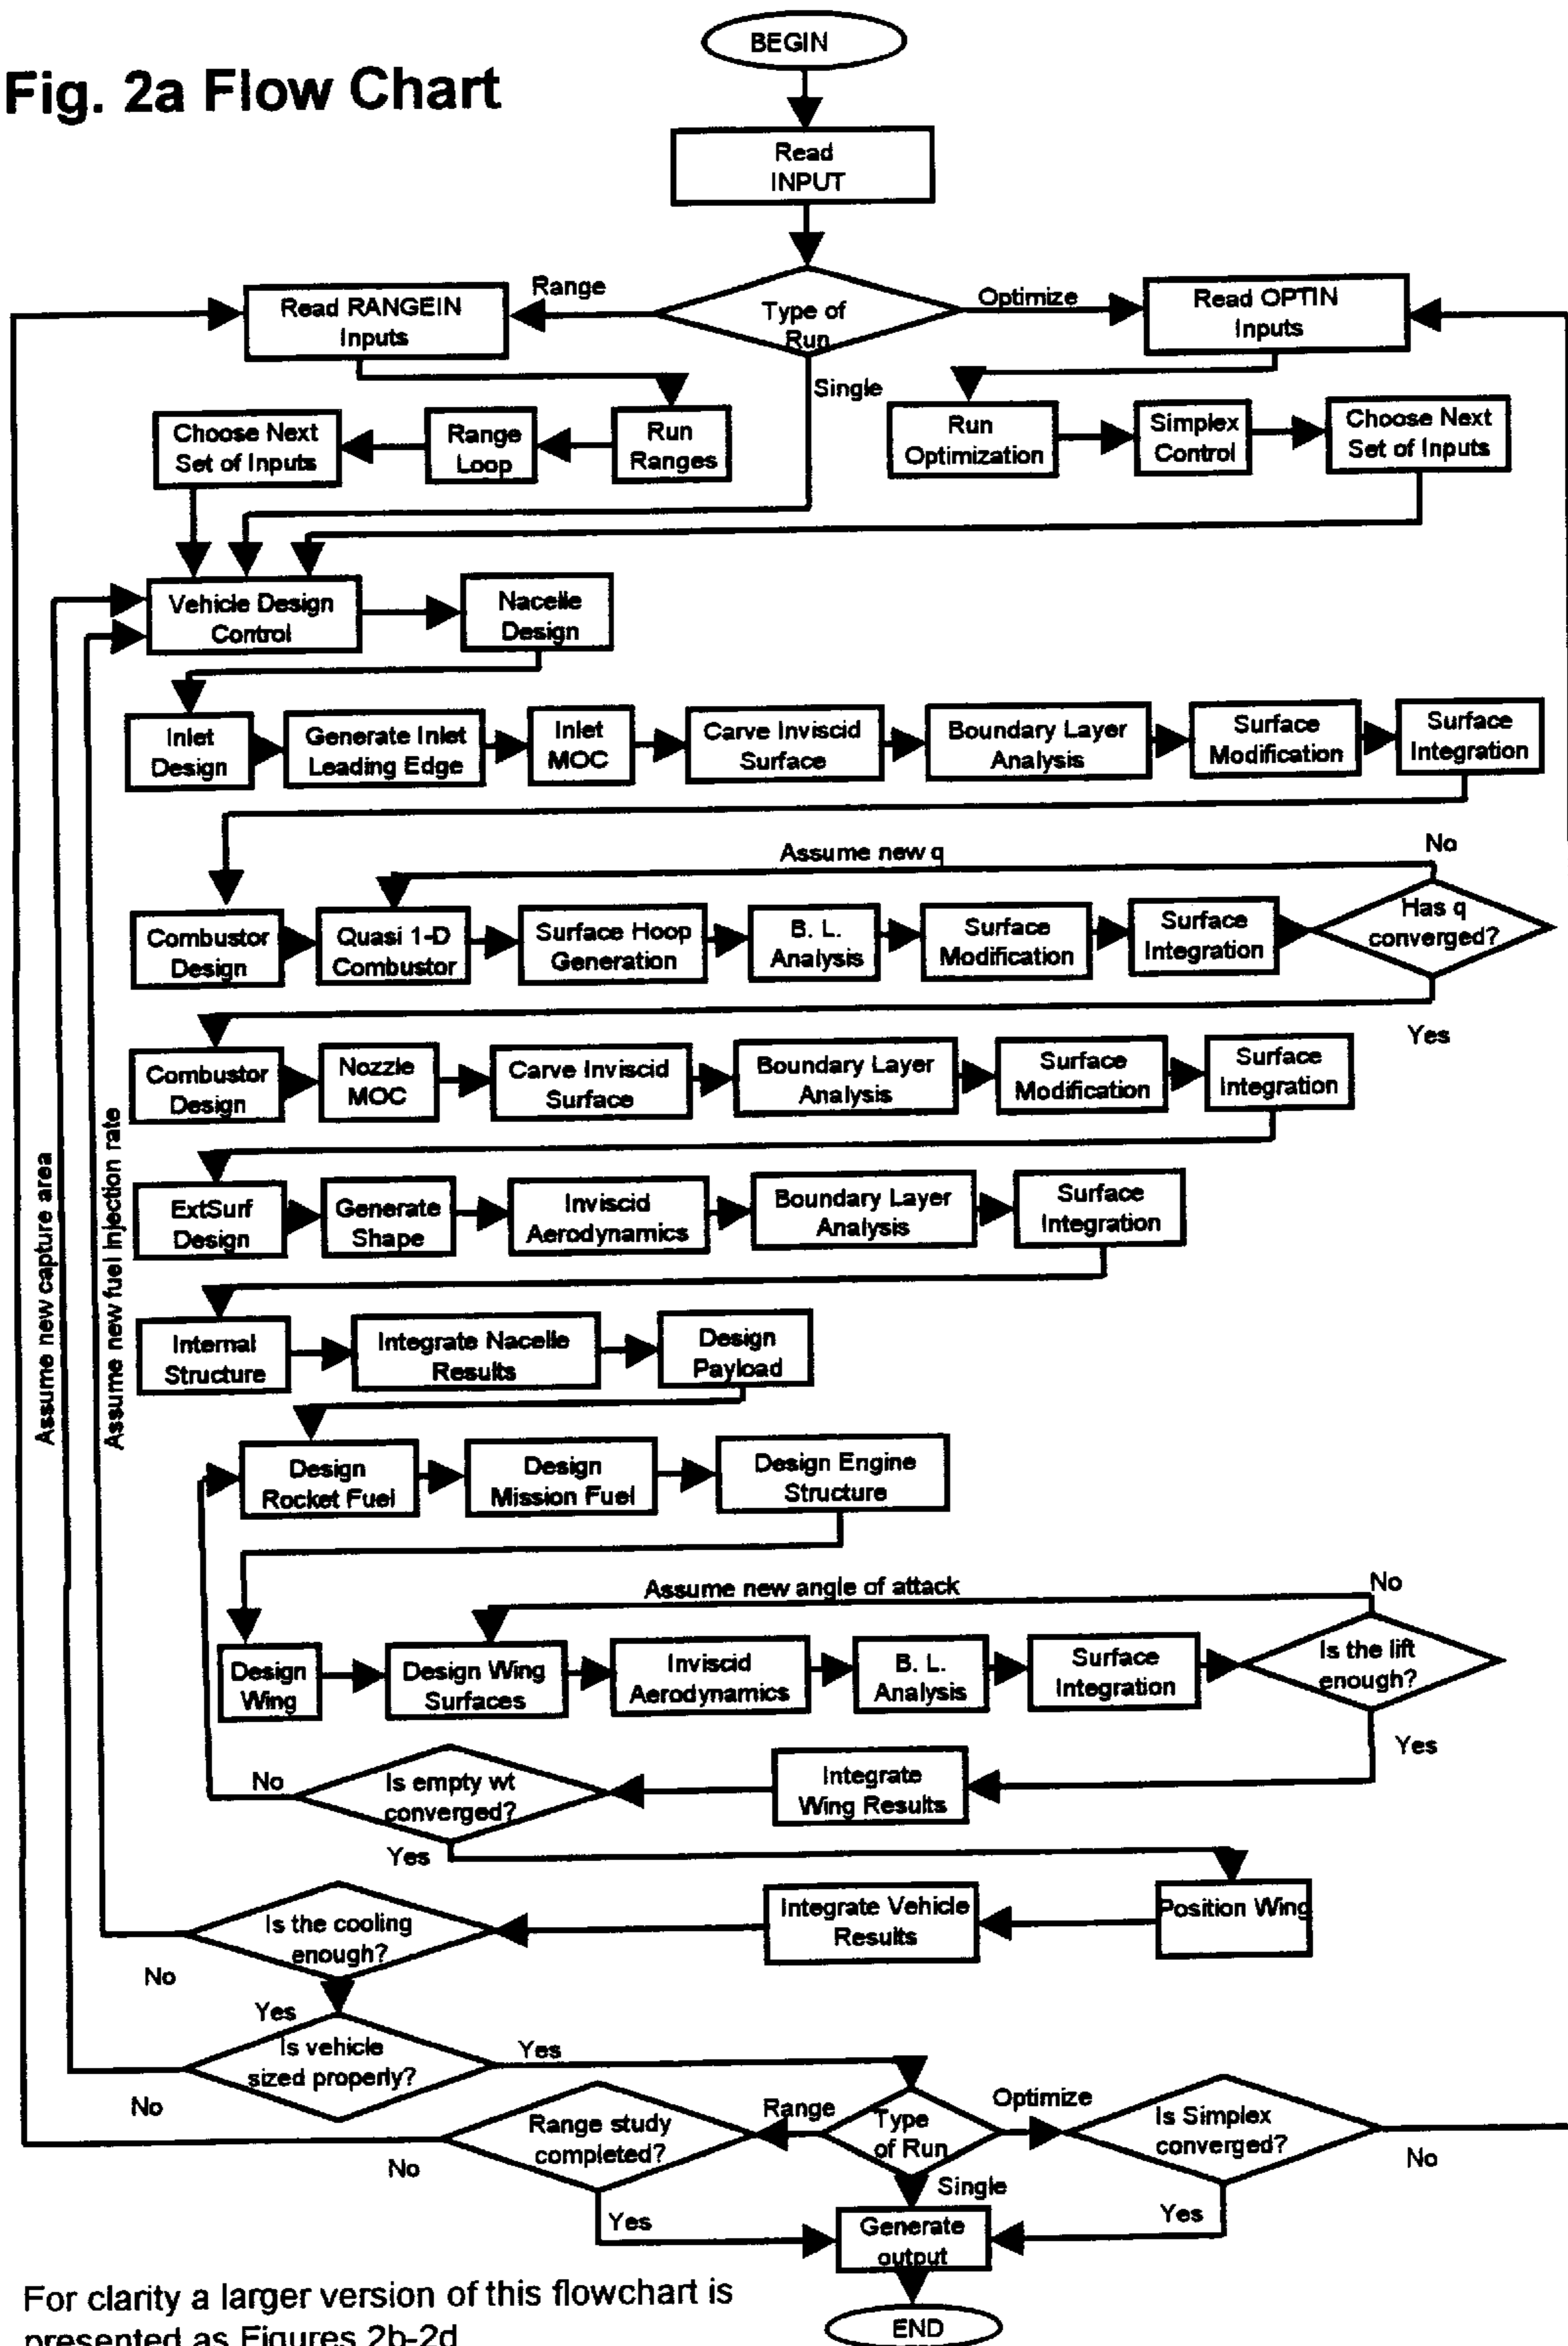 Fig. 2a Flow Chart
BEGIN
Read
INPUT
Type of
Run
Range
Optimize
Single
Read RANGEIN
Inputs
Read OPTIN
Inputs
Choose Next
Set of Inputs
Range
Loop
Run
Ranges
Run
Optimization
Simplex
Control
Choose Next
Set of Inputs
Vehicle Design
Control
Nacelle
Design
Inlet
Design
Generate Inlet
Leading Edge
Inlet
MOC
Carve Inviscid
Surface
Boundary Layer
Analysis
Surface
Modification
Surface
Integration
Assume new q
No
Combustor
Design
Quasi 1-D
Combustor
Surface Hoop
Generation
B. L.
Analysis
Surface
Modification
Surface
Integration
Has q
converged?
Yes
Combustor
Design
Nozzle
MOC
Carve Inviscid
Surface
Boundary Layer
Analysis
Surface
Modification
Surface
Integration
Assume new capture area
Assume new fuel injection rate
ExtSurf
Design
Generate
Shape
Inviscid
Aerodynamics
Boundary Layer
Analysis
Surface
Integration
Internal
Structure
Integrate Nacelle
Results
Design
Payload
Design
Rocket Fuel
Design
Mission Fuel
Design Engine
Structure
Assume new angle of attack
No
Design
Wing
Design Wing
Surfaces
Inviscid
Aerodynamics
B. L.
Analysis
Surface
Integration
Is the lift
enough?
Yes
No
Is empty wt
converged?
Integrate
Wing Results
Yes
Is the cooling
enough?
Integrate Vehicle
Results
Position Wing
No
Yes
Is vehicle
sized properly?
Yes
No
Range study
completed?
Range
Type
of Run
Optimize
Is Simplex
converged?
No
No
Single
Yes
Yes
Generate
output
END
For clarity a larger version of this flowchart is
presented as Figures 2b-2d